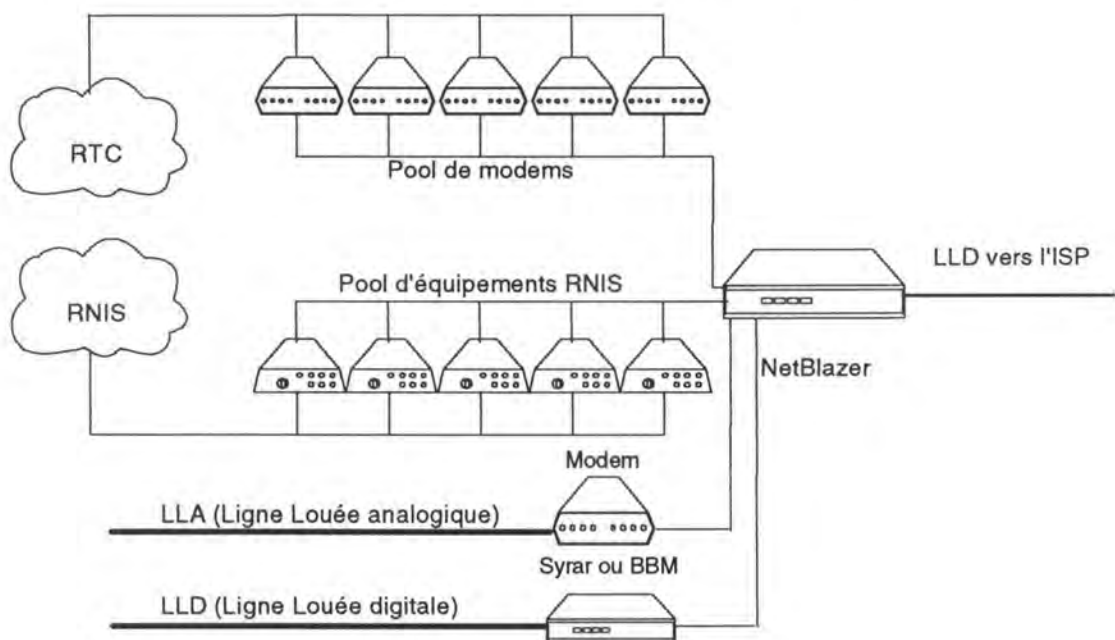 RTC
Pool de modems
LLD vers l'ISP
Pool d'équipements RNIS
RNIS
NetBlazer
Modem
LLA (Ligne Louée analogique)
Syrar ou BBM
LLD (Ligne Louée digitale)